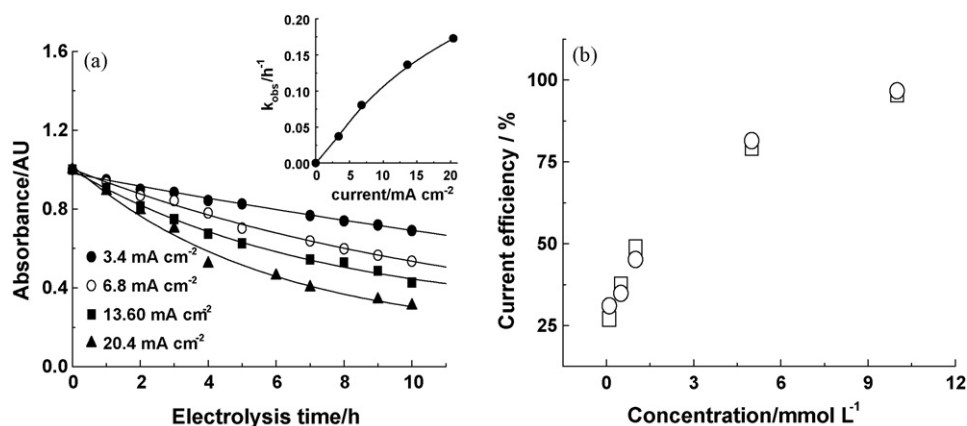 (a)
1.6
1.2
0.8
0.4
0.0
Absorbance/AU
0 2 4 6 8 10
Electrolysis time/h
3.4 mA cm-2
6.8 mA cm-2
13.60 mA cm-2
20.4 mA cm-2
0.20
0.15
0.10
0.05
0.00
kobs/h-1
0 5 10 15 20
current/mA cm-2
(b)
100
75
50
25
Current efficiency / %
0 3 6 9 12
Concentration/mmol L-1